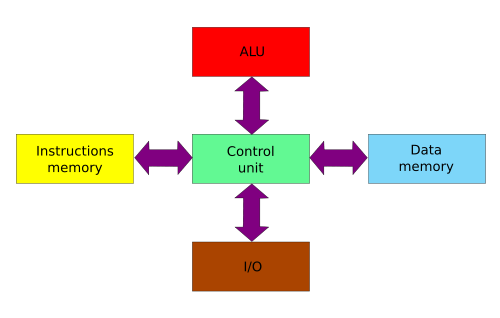 ALU
Instructions
memory
Control
unit
Data
memory
I/O